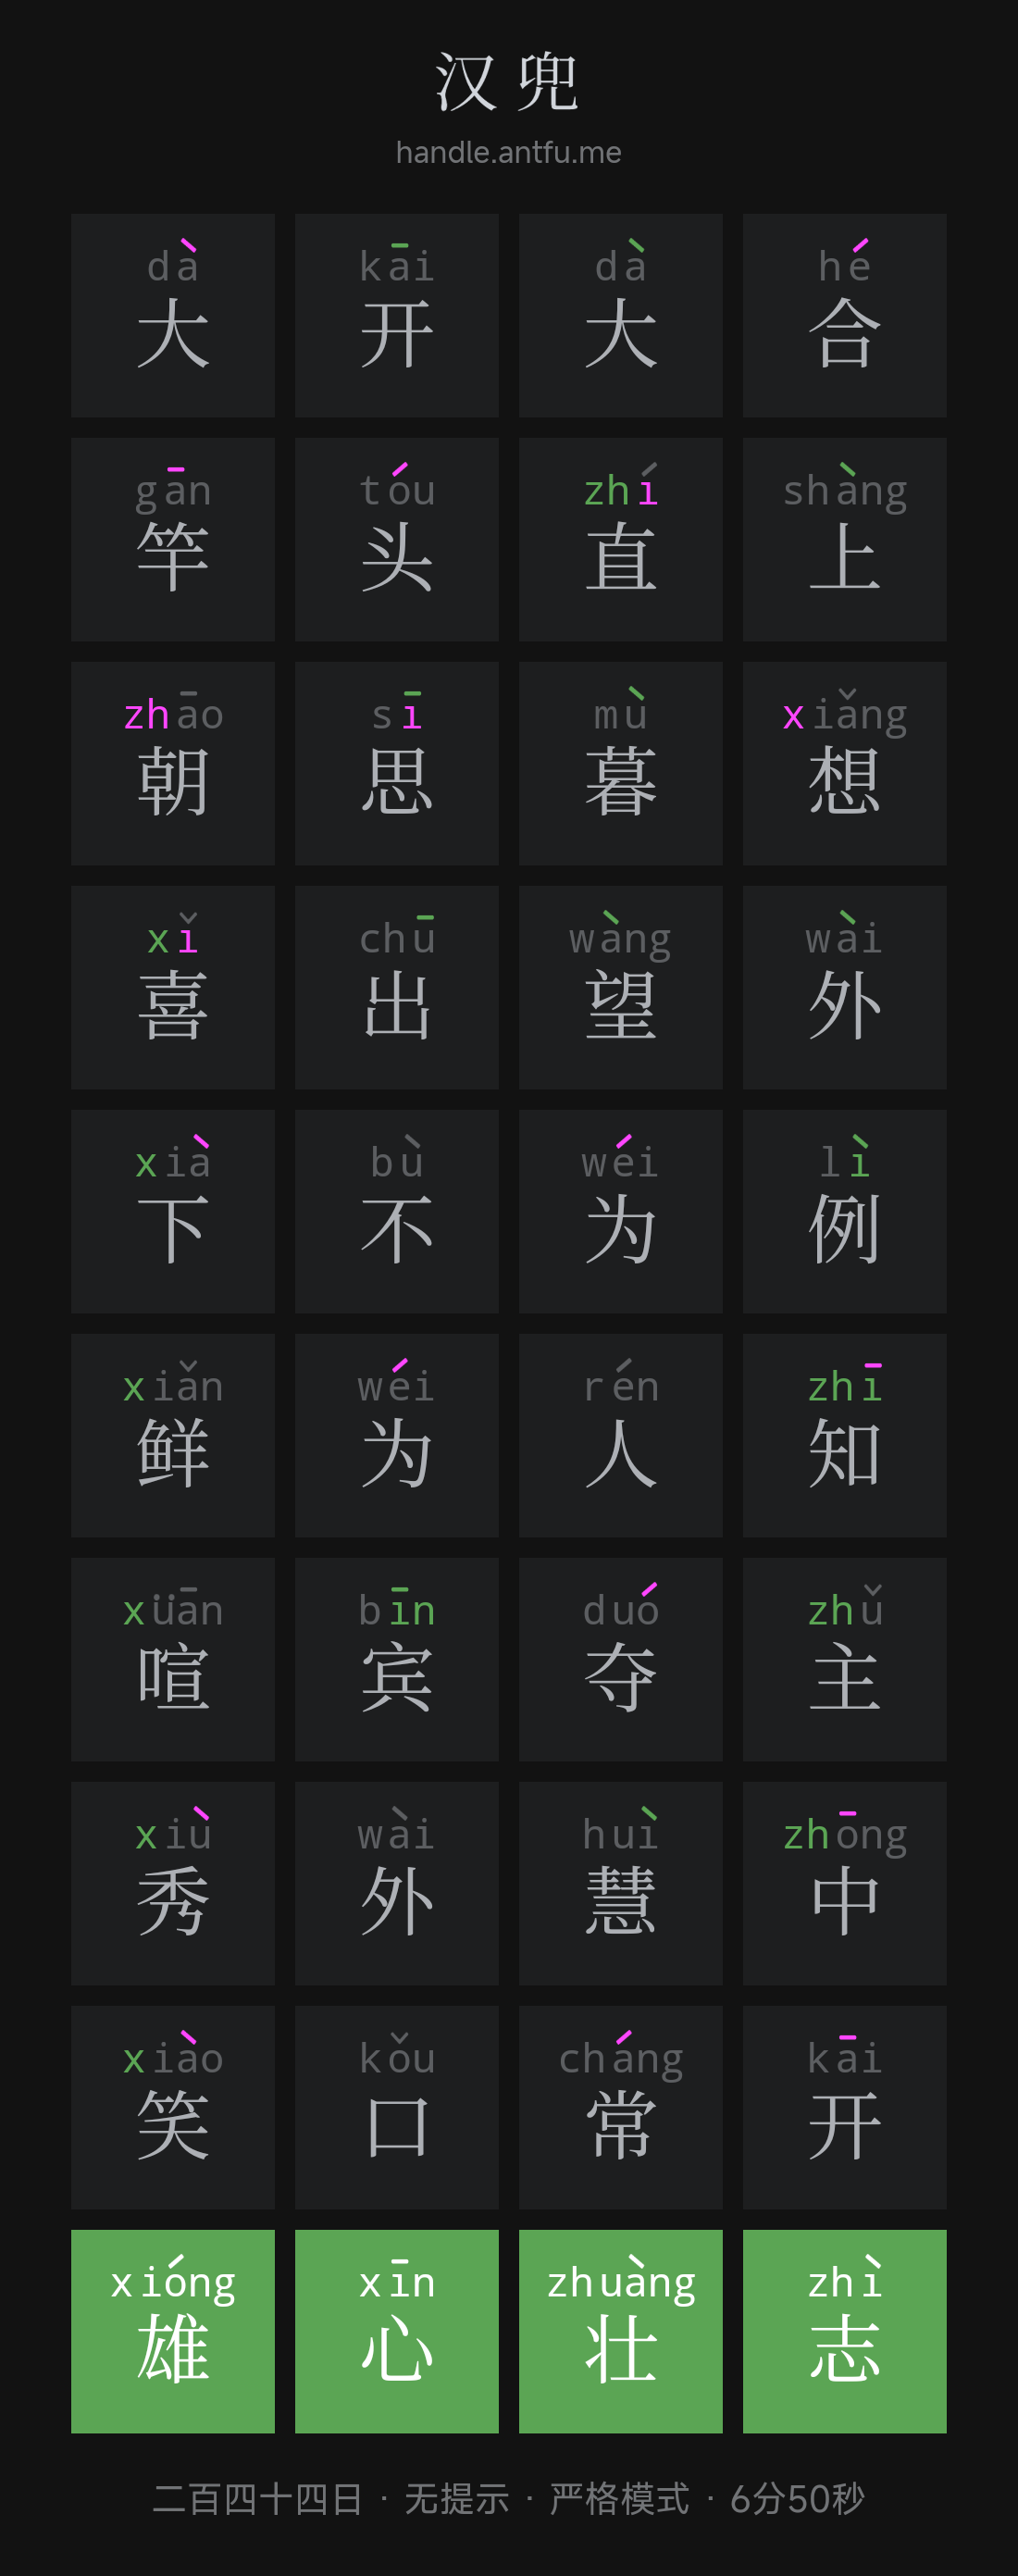 汉兜
handle.antfu.me
dà kāi dà hé
大 开 大 合
gān tóu zhí shàng
竿 头 直 上
zhāo sī mù xiǎng
朝 思 暮 想
xǐ chū wàng wài
喜 出 望 外
xià bù wéi lì
下 不 为 例
xiǎn wéi rén zhī
鲜 为 人 知
xüān bīn duó zhǔ
喧 宾 夺 主
xiù wài huì zhōng
秀 外 慧 中
xiào kǒu cháng kāi
笑 口 常 开
xióng xīn zhuàng zhì
雄 心 壮 志
二百四十四日 · 无提示 · 严格模式 · 6分50秒